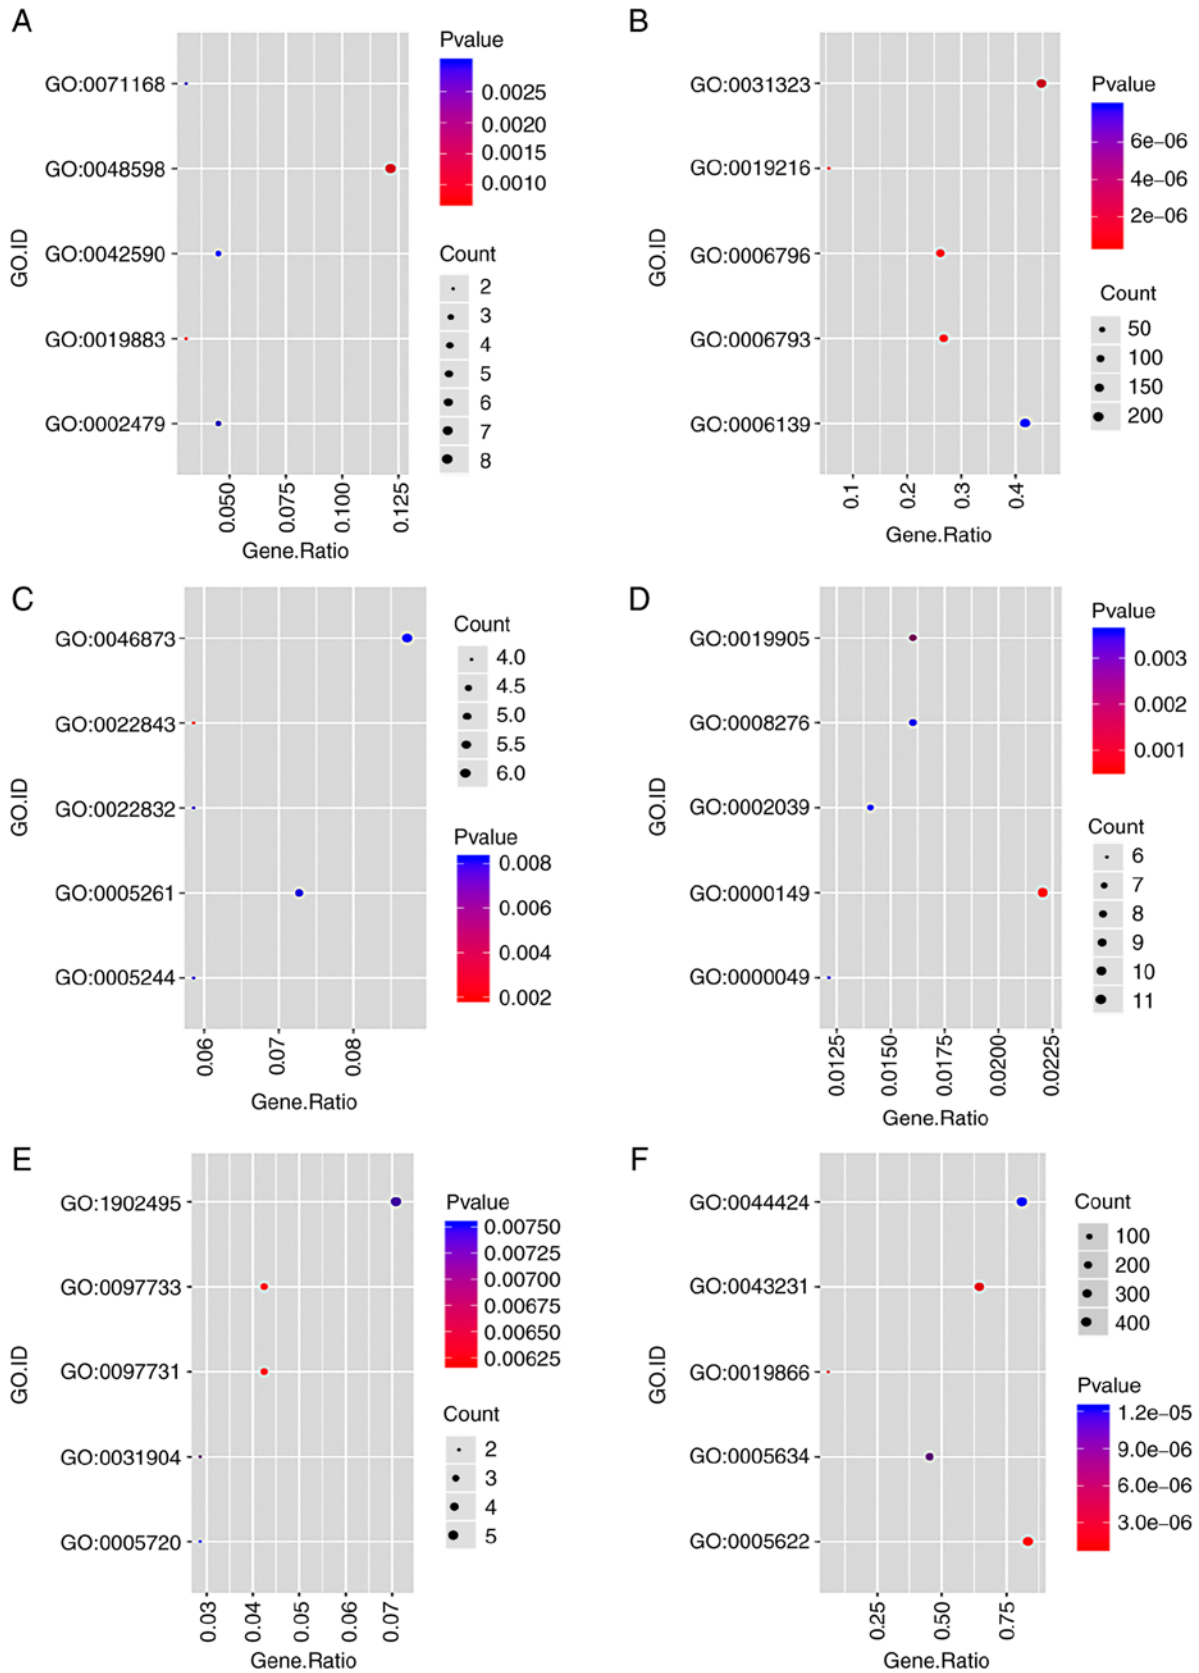 A
GO:0071168
GO:0048598
GO:0042590
GO:0019883
GO:0002479
GO.ID
0.050
0.075
0.100
0.125
Gene.Ratio
Pvalue
0.0025
0.0020
0.0015
0.0010
Count
2
3
4
5
6
7
8
B
GO:0031323
GO:0019216
GO:0006796
GO:0006793
GO:0006139
GO.ID
0.1
0.2
0.3
0.4
Gene.Ratio
Pvalue
6e−06
4e−06
2e−06
Count
50
100
150
200
C
GO:0046873
GO:0022843
GO:0022832
GO:0005261
GO:0005244
GO.ID
0.06
0.07
0.08
Gene.Ratio
Count
4.0
4.5
5.0
5.5
6.0
Pvalue
0.008
0.006
0.004
0.002
D
GO:0019905
GO:0008276
GO:0002039
GO:0000149
GO:0000049
GO.ID
0.0125
0.0150
0.0175
0.0200
0.0225
Gene.Ratio
Pvalue
0.003
0.002
0.001
Count
6
7
8
9
10
11
E
GO:1902495
GO:0097733
GO:0097731
GO:0031904
GO:0005720
GO.ID
0.03
0.04
0.05
0.06
0.07
Gene.Ratio
Pvalue
0.00750
0.00725
0.00700
0.00675
0.00650
0.00625
Count
2
3
4
5
F
GO:0044424
GO:0043231
GO:0019866
GO:0005634
GO:0005622
GO.ID
0.25
0.50
0.75
Gene.Ratio
Count
100
200
300
400
Pvalue
1.2e−05
9.0e−06
6.0e−06
3.0e−06